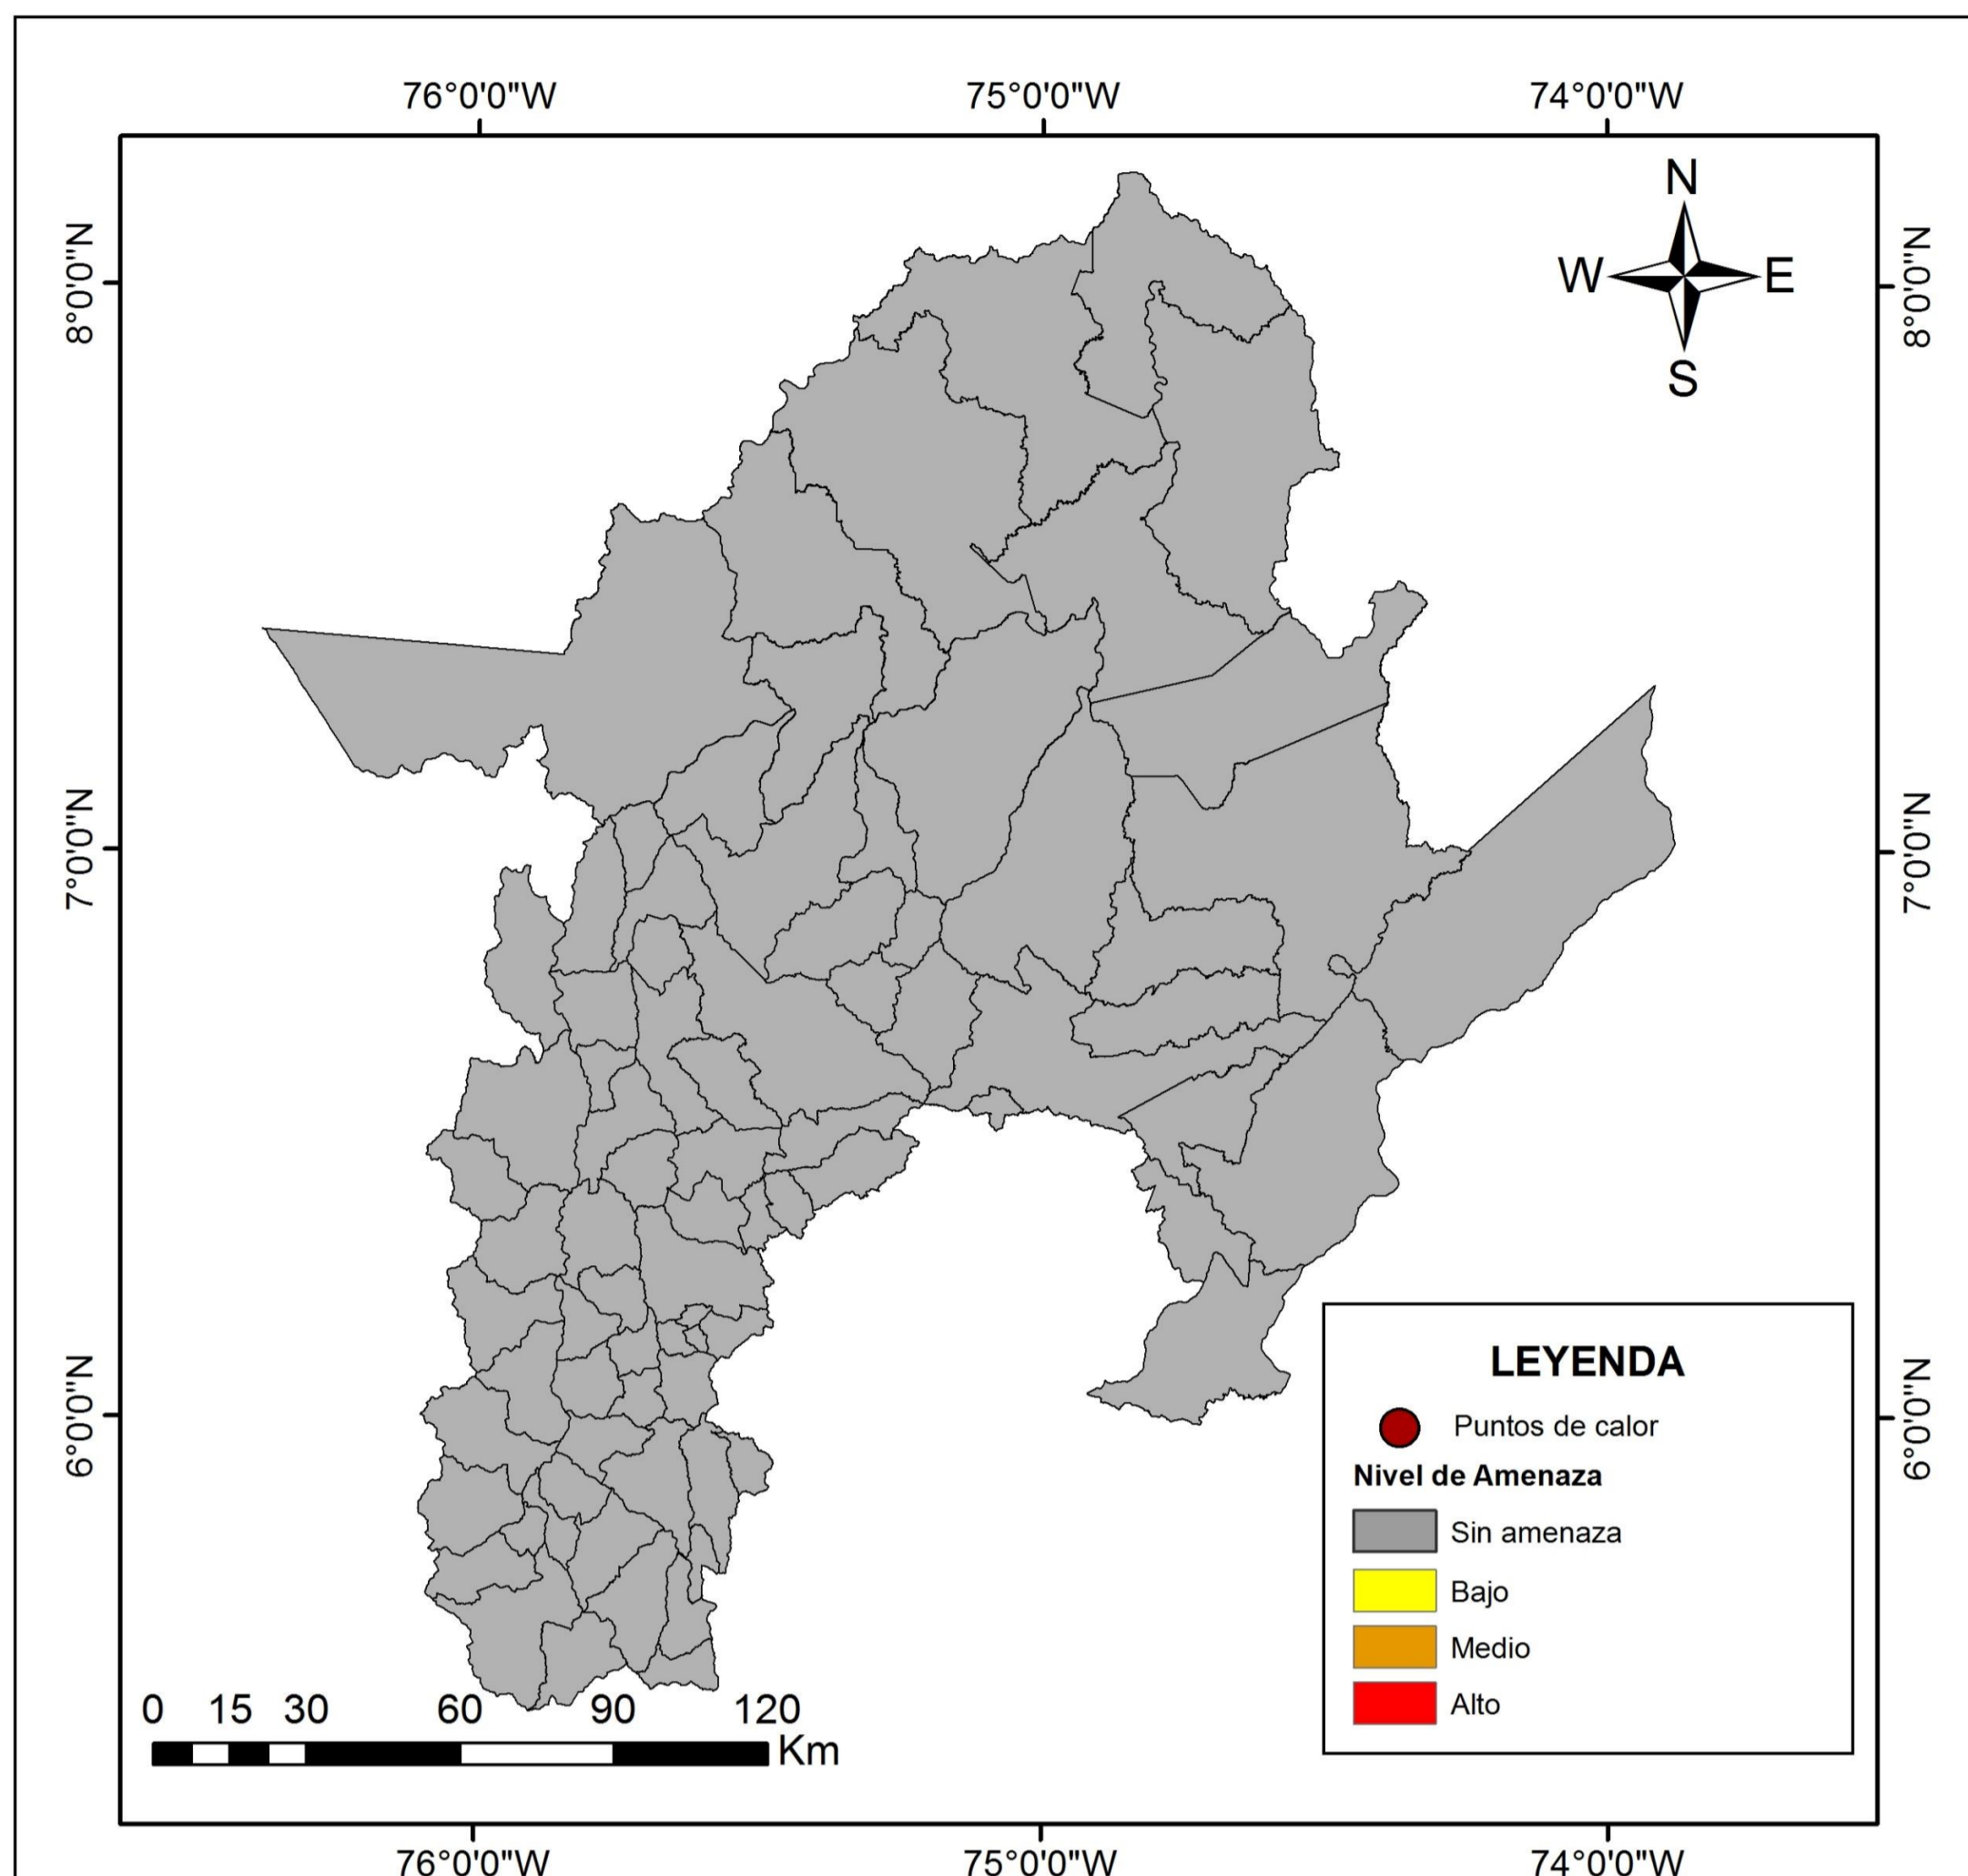 76°0'0"W 75°0'0"W 74°0'0"W
N
W E
S
8°0'0"N 8°0'0"N
7°0'0"N 7°0'0"N
6°0'0"N 6°0'0"N
LEYENDA
Puntos de calor
Nivel de Amenaza
Sin amenaza
Bajo
Medio
Alto
0 15 30 60 90 120
Km
76°0'0"W 75°0'0"W 74°0'0"W